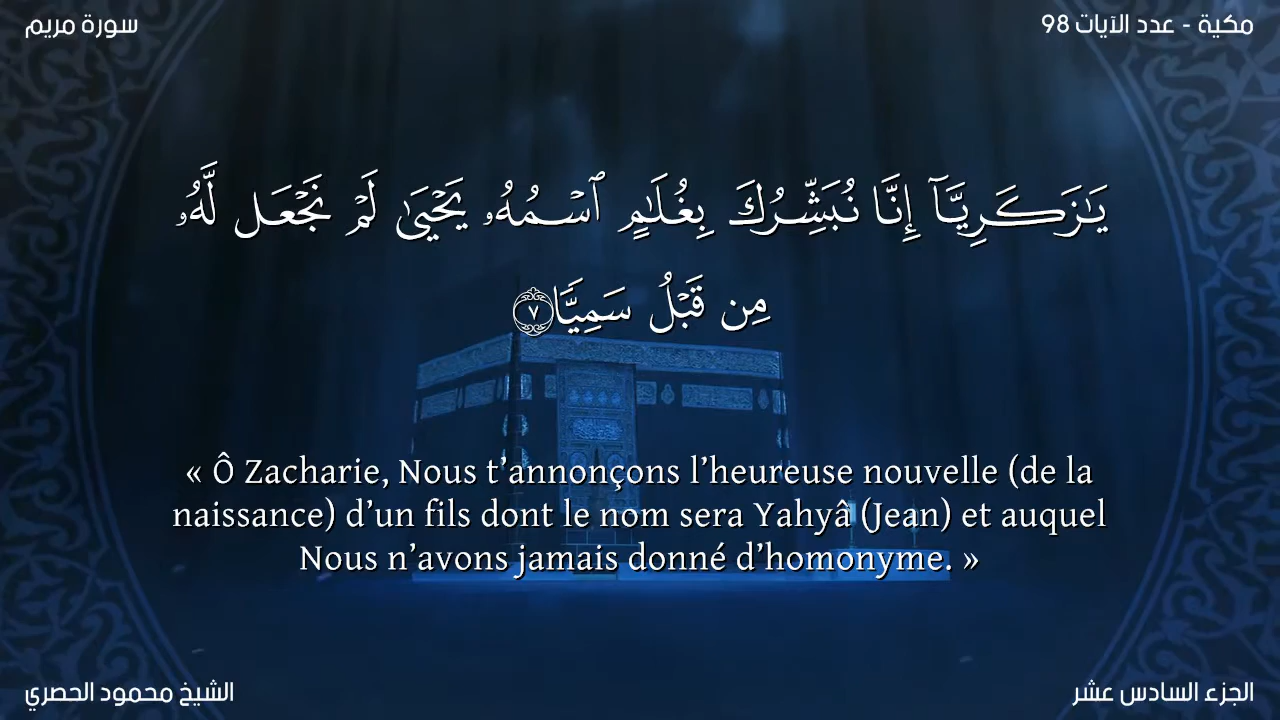 سورة مريم
مكية - عدد الآيات 98
يَـٰزَكَرِيَّآ إِنَّا نُبَشِّرُكَ بِغُلَـٰمٍ ٱسْمُهُۥ يَحْيَىٰ لَمْ نَجْعَل لَّهُۥ
مِن قَبْلُ سَمِيًّا ٧
« Ô Zacharie, Nous t’annonçons l’heureuse nouvelle (de la
naissance) d’un fils dont le nom sera Yahyâ (Jean) et auquel
Nous n’avons jamais donné d’homonyme. »
الشيخ محمود الحصري
الجزء السادس عشر